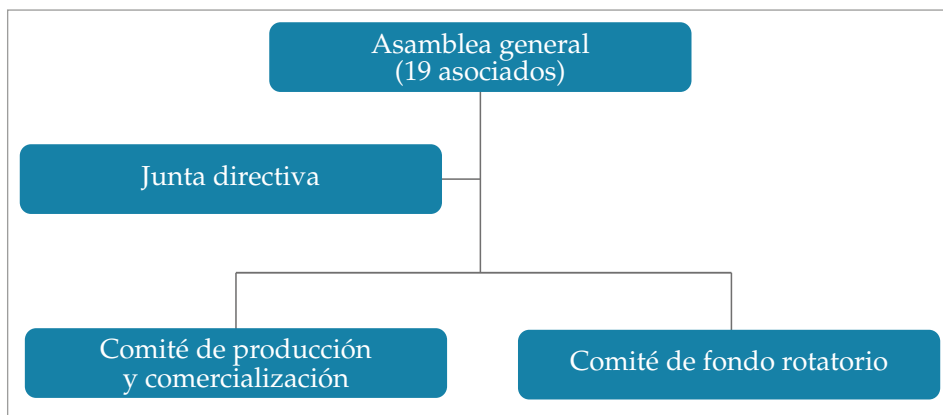 Asamblea general
(19 asociados)
Junta directiva
Comité de producción
y comercialización
Comité de fondo rotatorio